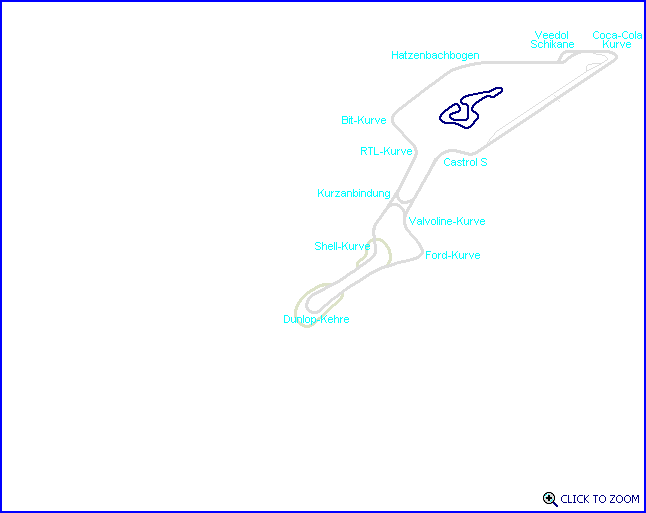 Veedol
Schikane
Coca-Cola
Kurve
Hatzenbachbogen
Bit-Kurve
RTL-Kurve
Castrol S
Kurzanbindung
Valvoline-Kurve
Shell-Kurve
Ford-Kurve
Dunlop-Kehre
CLICK TO ZOOM